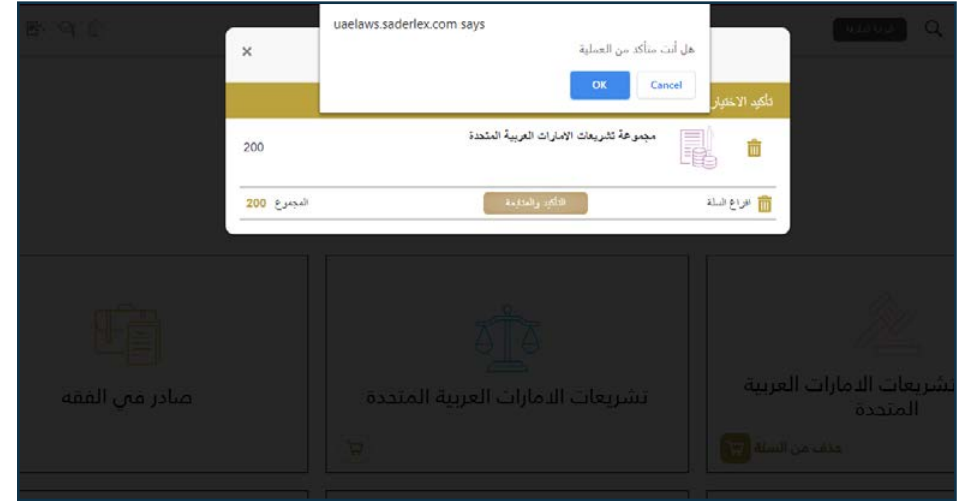 uaelaws.saderlex.com says
هل أنت متأكد من العملية
OK
Cancel
×
تأكيد الاختيار
مجموعة تشريعات الامارات العربية المتحدة
200
افراغ السلة
التأكيد والمتابعة
المجموع 200
تشريعات الامارات العربية
المتحدة
حذف من السلة
تشريعات الامارات العربية المتحدة
صادر في الفقه